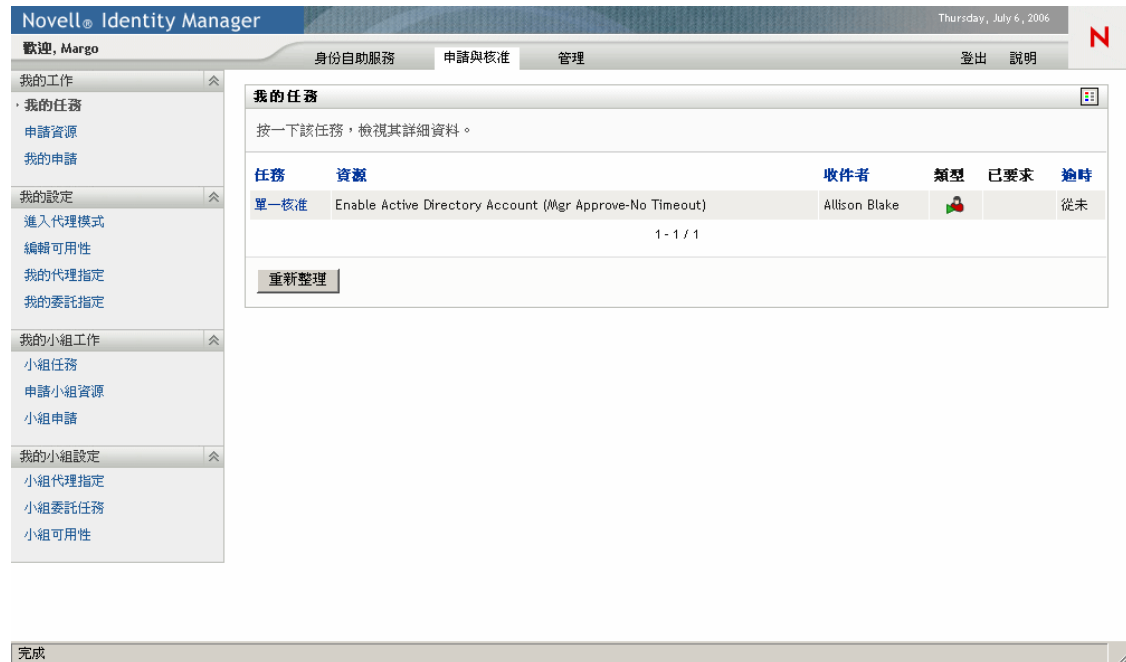 Novell® Identity Manager
Thursday, July 6, 2006
N
歡迎, Margo
身份自助服務 申請與核准 管理 登出 說明
我的工作
我的任務
申請資源
我的申請
我的設定
進入代理模式
編輯可用性
我的代理指定
我的委託指定
我的小組工作
小組任務
申請小組資源
小組申請
我的小組設定
小組代理指定
小組委託任務
小組可用性
我的任務
按一下該任務，檢視其詳細資料。
任務 資源 收件者 類型 已要求 逾時
單一核准 Enable Active Directory Account (Mgr Approve-No Timeout) Allison Blake 從未
1 - 1 / 1
重新整理
完成